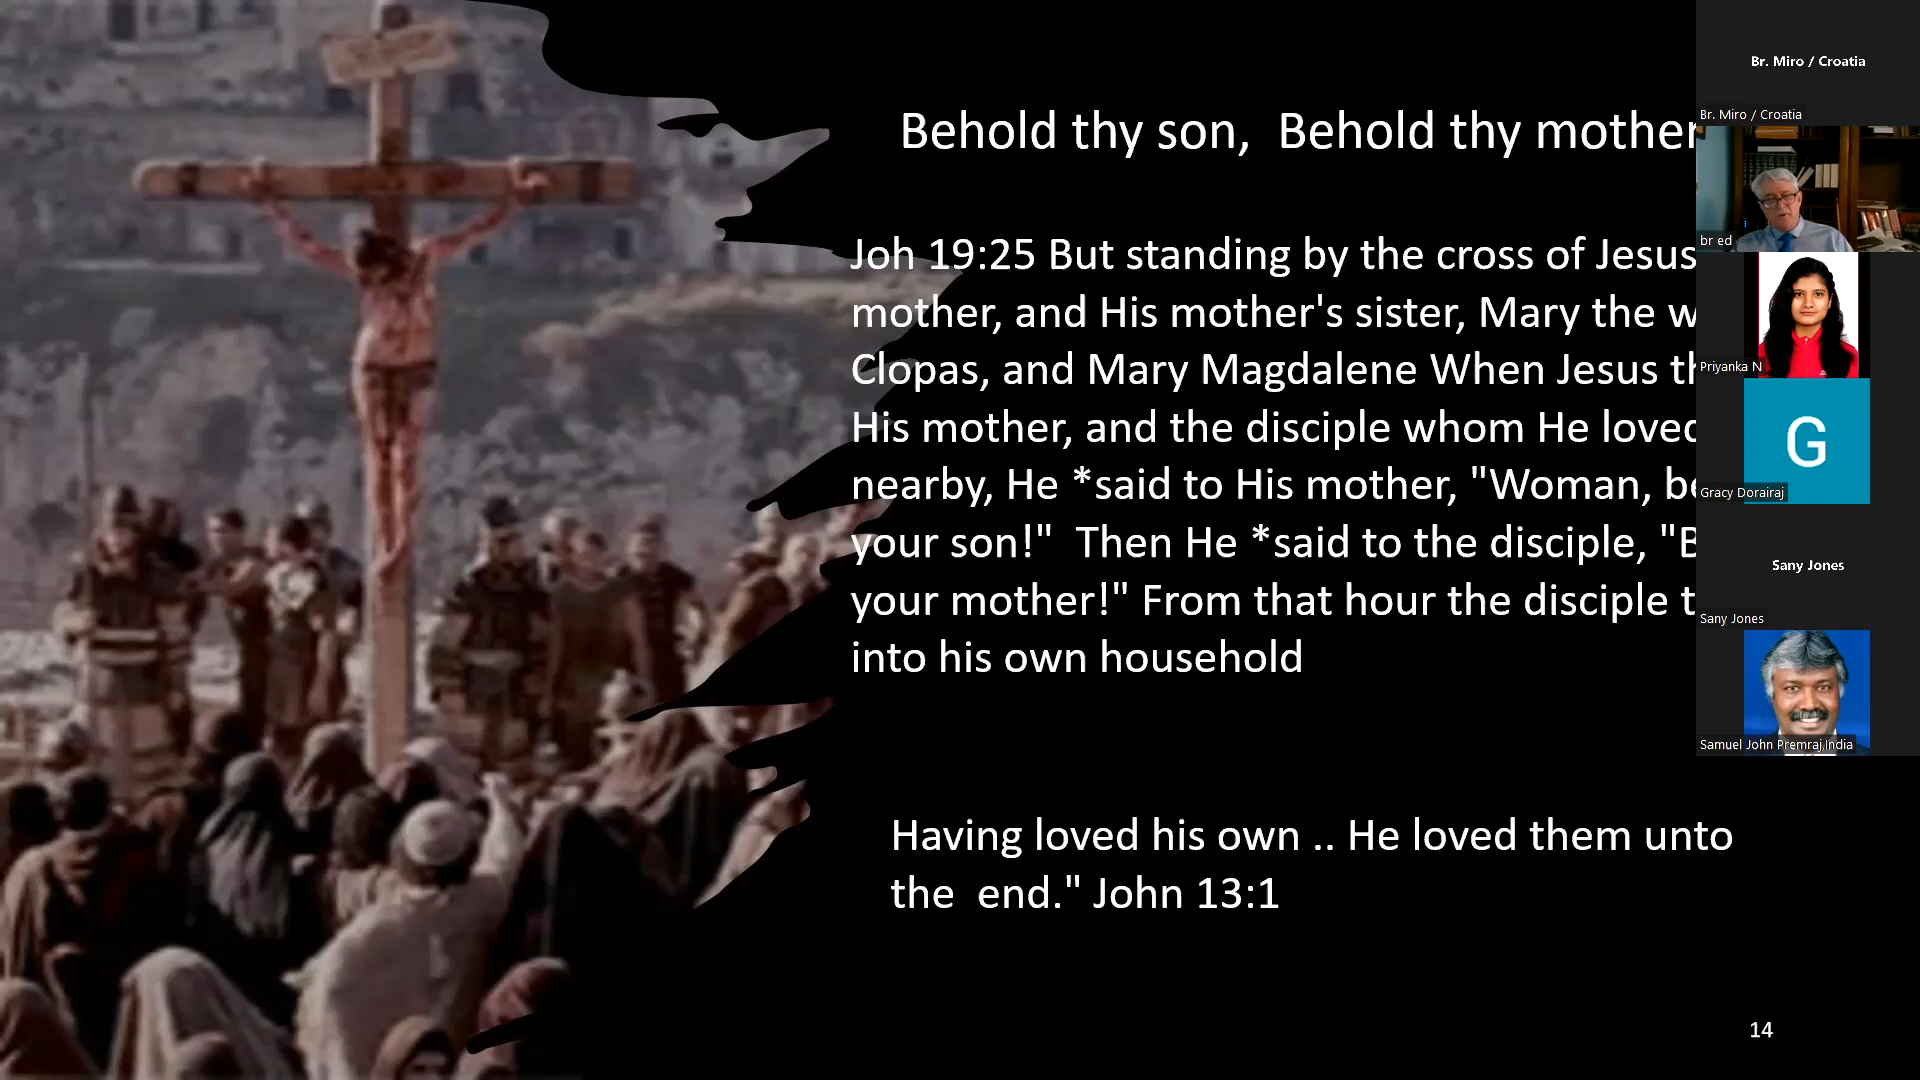 Behold thy son,  Behold thy mother
Joh 19:25 But standing by the cross of Jesus
mother, and His mother's sister, Mary the
Clopas, and Mary Magdalene When Jesus
His mother, and the disciple whom He loved
nearby, He *said to His mother, "Woman,
your son!"  Then He *said to the disciple, "
your mother!" From that hour the disciple
into his own household
Having loved his own .. He loved them unto
the  end." John 13:1
14
Br. Miro / Croatia
Br. Miro / Croatia
br ed
Priyanka N
G
Gracy Dorairaj
Sany Jones
Sany Jones
Samuel John Premraj,India